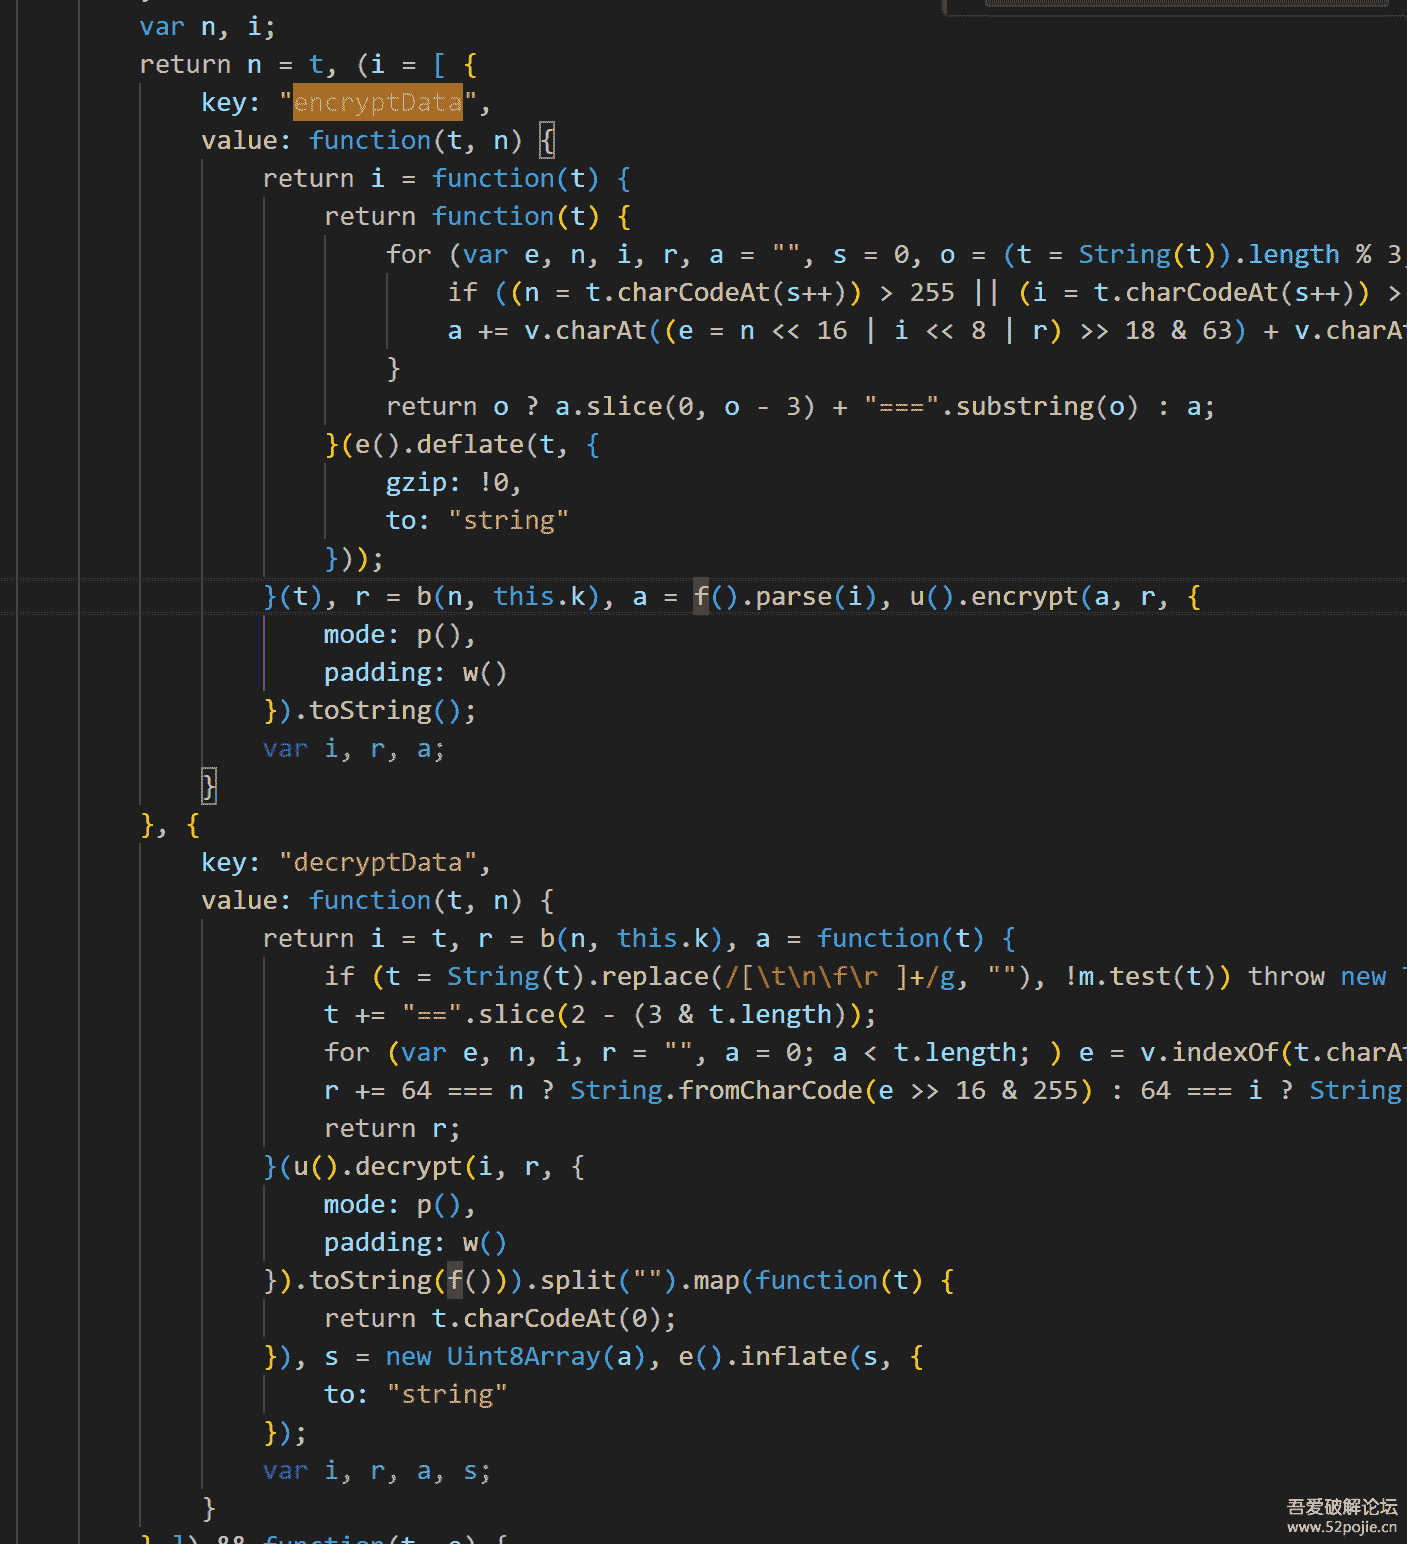 var n, i;
return n = t, (i = [ {
key: "encryptData",
value: function(t, n) {
return i = function(t) {
return function(t) {
for (var e, n, i, r, a = "", s = 0, o = (t = String(t)).length % 3
if ((n = t.charCodeAt(s++)) > 255 || (i = t.charCodeAt(s++)) >
a += v.charAt((e = n << 16 | i << 8 | r) >> 18 & 63) + v.charAt
}
return o ? a.slice(0, o - 3) + "===".substring(o) : a;
}(e().deflate(t, {
gzip: !0,
to: "string"
}));
}(t), r = b(n, this.k), a = f().parse(i), u().encrypt(a, r, {
mode: p(),
padding: w()
}).toString();
var i, r, a;
}
}, {
key: "decryptData",
value: function(t, n) {
return i = t, r = b(n, this.k), a = function(t) {
if (t = String(t).replace(/[\t\n\f\r ]+/g, ""), !m.test(t)) throw new
t += "==".slice(2 - (3 & t.length));
for (var e, n, i, r = "", a = 0; a < t.length; ) e = v.indexOf(t.charAt
r += 64 === n ? String.fromCharCode(e >> 16 & 255) : 64 === i ? String
return r;
}(u().decrypt(i, r, {
mode: p(),
padding: w()
}).toString(f())).split("").map(function(t) {
return t.charCodeAt(0);
}), s = new Uint8Array(a), e().inflate(s, {
to: "string"
});
var i, r, a, s;
}
吾爱破解论坛
www.52pojie.cn